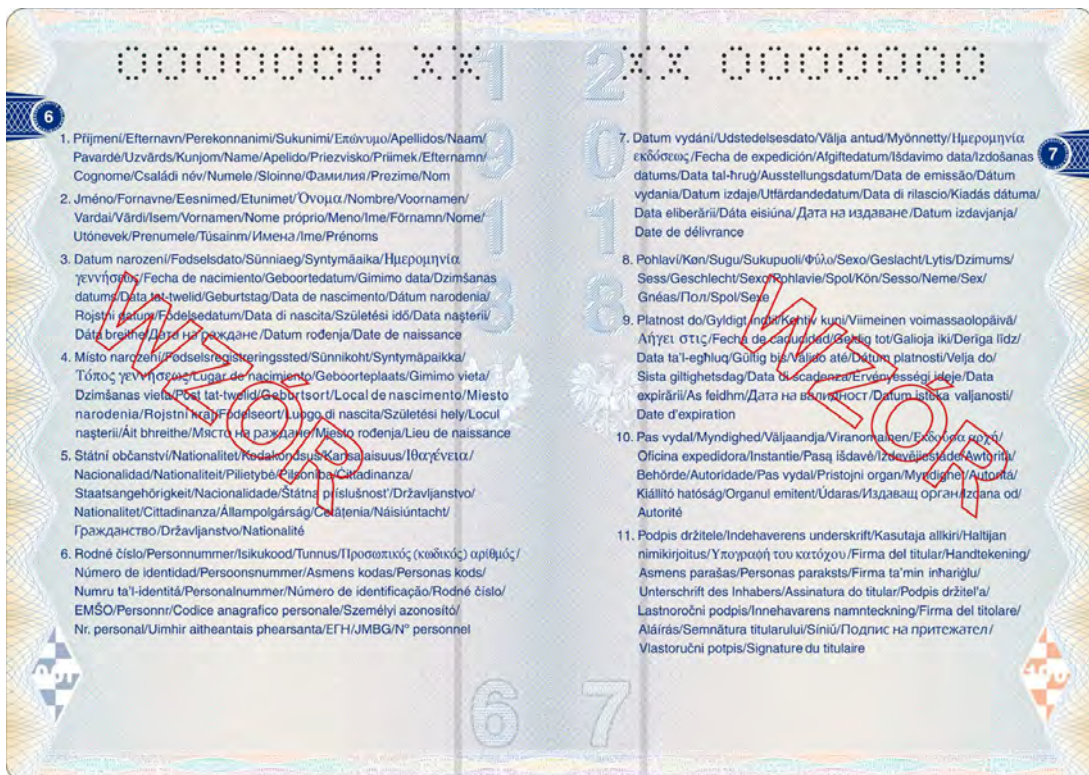 0000000 XX
1918
6
1. Příjmení/Efternavn/Perekonnanimi/Sukunimi/Επώνυμο/Apellidos/Naam/
Pavardė/Uzvārds/Kunjom/Name/Apelido/Priezvisko/Priimek/Efternamn/
Cognome/Családi név/Numele/Sloinne/Фамилия/Prezime/Nom
2. Jméno/Fornavne/Eesnimed/Etunimet/Όνομα/Nombre/Voornamen/
Vardai/Vārdi/Isem/Vornamen/Nome próprio/Meno/Ime/Förnamn/Nome/
Utónevek/Prenumele/Túsainm/Имена/Ime/Prénoms
3. Datum narození/Fødselsdato/Sünniaeg/Syntymäaika/Ημερομηνία
γεννήσεως/Fecha de nacimiento/Geboortedatum/Gimimo data/Dzimšanas
datums/Data tat-twelid/Geburtstag/Data de nascimento/Dátum narodenia/
Rojstni datum/Födelsedatum/Data di nascita/Születési idő/Data naşterii/
Dáta breithe/Дата на раждане/Datum rođenja/Date de naissance
4. Místo narození/Fødselsregistreringssted/Sünnikoht/Syntymäpaikka/
Τόπος γεννήσεως/Lugar de nacimiento/Geboorteplaats/Gimimo vieta/
Dzimšanas vieta/Post tat-twelid/Geburtsort/Local de nascimento/Miesto
narodenia/Rojstni kraj/Födelseort/Luogo di nascita/Születési hely/Locul
naşterii/Áit bhreithe/Място на раждане/Mjesto rođenja/Lieu de naissance
5. Státní občanství/Nationalitet/Kodakondsus/Kansalaisuus/Ιθαγένεια/
Nacionalidad/Nationaliteit/Pilietybė/Pilsonība/Ċittadinanza/
Staatsangehörigkeit/Nacionalidade/Štátna príslušnosť/Državljanstvo/
Nationalitet/Cittadinanza/Állampolgárság/Cetăţenia/Náisiúntacht/
Гражданство/Državljanstvo/Nationalité
6. Rodné číslo/Personnummer/Isikukood/Tunnus/Προσωπικός (κωδικός) αριθμός/
Número de identidad/Persoonsnummer/Asmens kodas/Personas kods/
Numru ta'l-identitá/Personalnummer/Número de identificação/Rodné číslo/
EMŠO/Personnr/Codice anagrafico personale/Személyi azonosító/
Nr. personal/Uimhir aitheantais phearsanta/ЕГН/JMBG/N° personnel
WZÓR
6
XX 0000000
2018
7
7. Datum vydání/Udstedelsesdato/Välja antud/Myönnetty/Ημερομηνία
εκδόσεως/Fecha de expedición/Afgiftedatum/Išdavimo data/Izdošanas
datums/Data tal-ħruġ/Ausstellungsdatum/Data de emissão/Dátum
vydania/Datum izdaje/Utfärdandedatum/Data di rilascio/Kiadás dátuma/
Data eliberării/Dáta eisiúna/Дата на издаване/Datum izdavjanja/
Date de délivrance
8. Pohlaví/Køn/Sugu/Sukupuoli/Φύλο/Sexo/Geslacht/Lytis/Dzimums/
Sess/Geschlecht/Sexo/Pohlavie/Spol/Kön/Sesso/Neme/Sex/
Gnéas/Пол/Spol/Sexe
9. Platnost do/Gyldigt indtil/Kehtiv kuni/Viimeinen voimassaolopäivä/
Λήγει στις/Fecha de caducidad/Geldig tot/Galioja iki/Derīga līdz/
Data ta'l-egħluq/Gültig bis/Válido até/Dátum platnosti/Velja do/
Sista giltighetsdag/Data di scadenza/Érvényességi ideje/Data
expirării/As feidhm/Дата на валидност/Datum isteka valjanosti/
Date d'expiration
10. Pas vydal/Myndighed/Väljaandja/Viranomainen/Εκδούσα αρχή/
Oficina expedidora/Instantie/Pasą išdavė/Izdevējiestāde/Awtorità/
Behörde/Autoridade/Pas vydal/Pristojni organ/Myndighet/Autorità/
Kiállító hatóság/Organul emitent/Údaras/Издаващ орган/Izdana od/
Autorité
11. Podpis držitele/Indehaverens underskrift/Kasutaja allkiri/Haltijan
nimikirjoitus/Υπογραφή του κατόχου/Firma del titular/Handtekening/
Asmens parašas/Personas paraksts/Firma ta'min inħariġlu/
Unterschrift des Inhabers/Assinatura do titular/Podpis držiteľa/
Lastnoročni podpis/Innehavarens namnteckning/Firma del titolare/
Aláírás/Semnătura titularului/Síniú/Подпис на притежател/
Vlastoručni potpis/Signature du titulaire
WZÓR
7